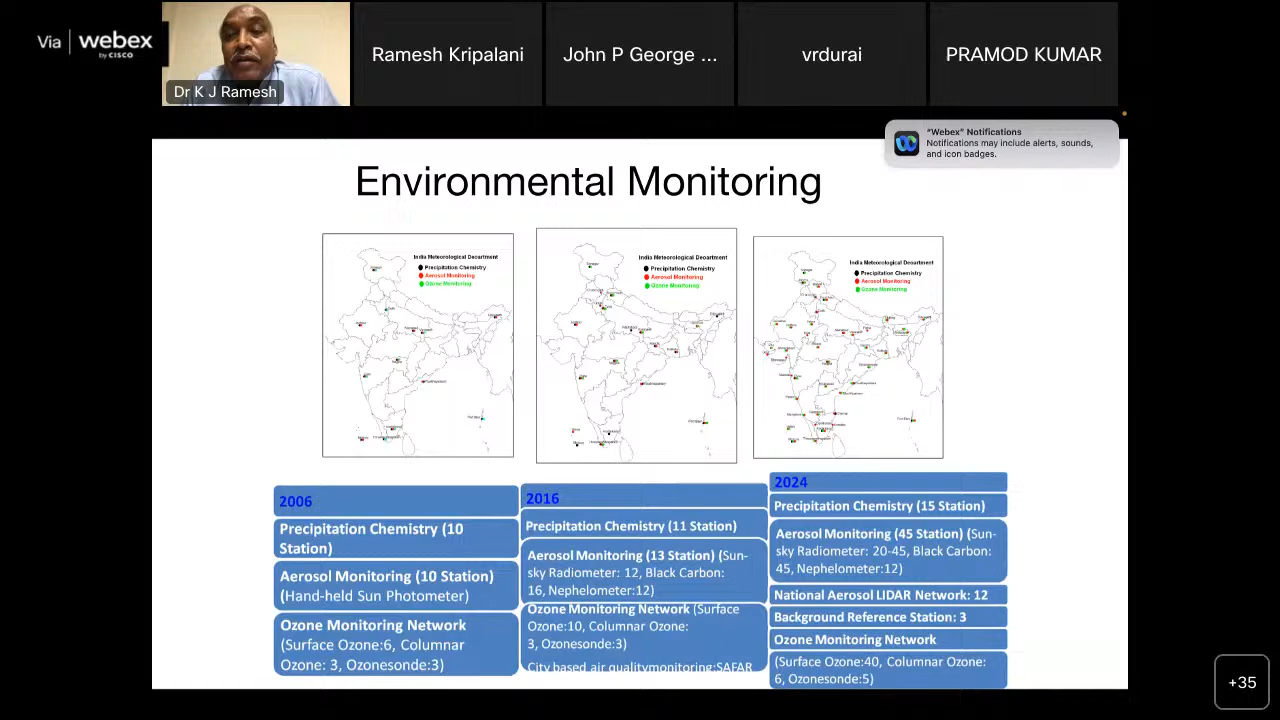 Via webex
by CISCO
Dr K J Ramesh
Ramesh Kripalani
John P George ...
vrdurai
PRAMOD KUMAR
"Webex" Notifications
Notifications may include alerts, sounds,
and icon badges.
Environmental Monitoring
India Meteorological Department
Precipitation Chemistry
Aerosol Monitoring
Ozone Monitoring
India Meteorological Department
Precipitation Chemistry
Aerosol Monitoring
Ozone Monitoring
India Meteorological Department
Precipitation Chemistry
Aerosol Monitoring
Ozone Monitoring
2006
Precipitation Chemistry (10
Station)
Aerosol Monitoring (10 Station)
(Hand-held Sun Photometer)
Ozone Monitoring Network
(Surface Ozone:6, Columnar
Ozone: 3, Ozonesonde:3)
2016
Precipitation Chemistry (11 Station)
Aerosol Monitoring (13 Station) (Sun-
sky Radiometer: 12, Black Carbon:
16, Nephelometer:12)
Ozone Monitoring Network (Surface
Ozone:10, Columnar Ozone:
3, Ozonesonde:3)
City based air qualitymonitoring:SAFAR
2024
Precipitation Chemistry (15 Station)
Aerosol Monitoring (45 Station) (Sun-
sky Radiometer: 20-45, Black Carbon:
45, Nephelometer:12)
National Aerosol LIDAR Network: 12
Background Reference Station: 3
Ozone Monitoring Network
(Surface Ozone:40, Columnar Ozone:
6, Ozonesonde:5)
+35